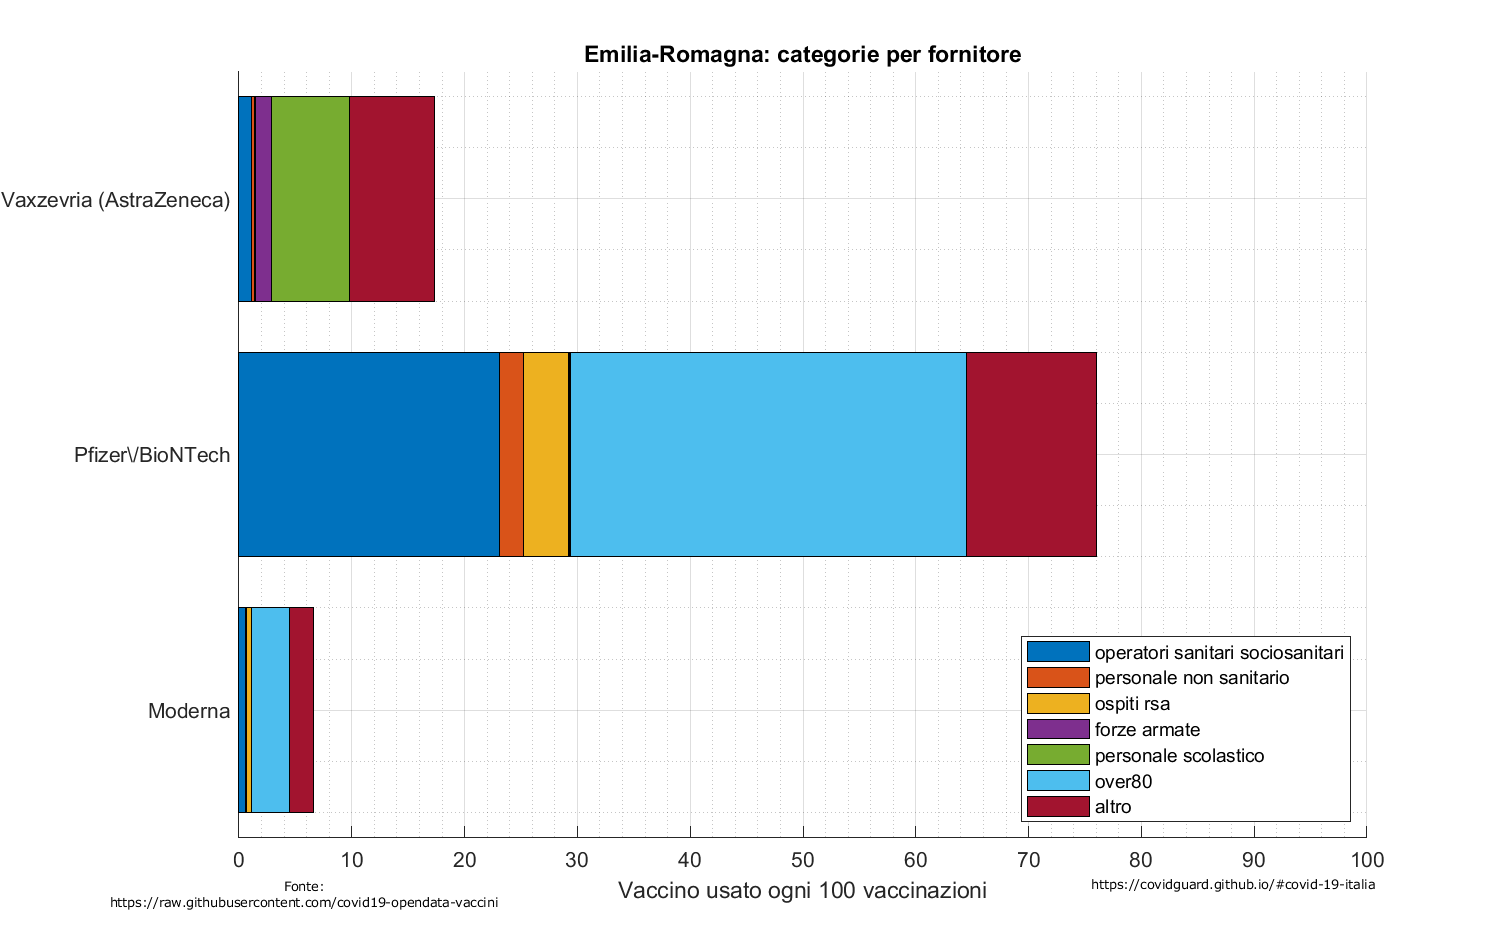 Emilia-Romagna: categorie per fornitore
Vaxzevria (AstraZeneca)
Pfizer\/BioNTech
Moderna
operatori sanitari sociosanitari
personale non sanitario
ospiti rsa
forze armate
personale scolastico
over80
altro
0 10 20 30 40 50 60 70 80 90 100
Vaccino usato ogni 100 vaccinazioni
Fonte:
https://raw.githubusercontent.com/covid19-opendata-vaccini
https://covidguard.github.io/#covid-19-italia